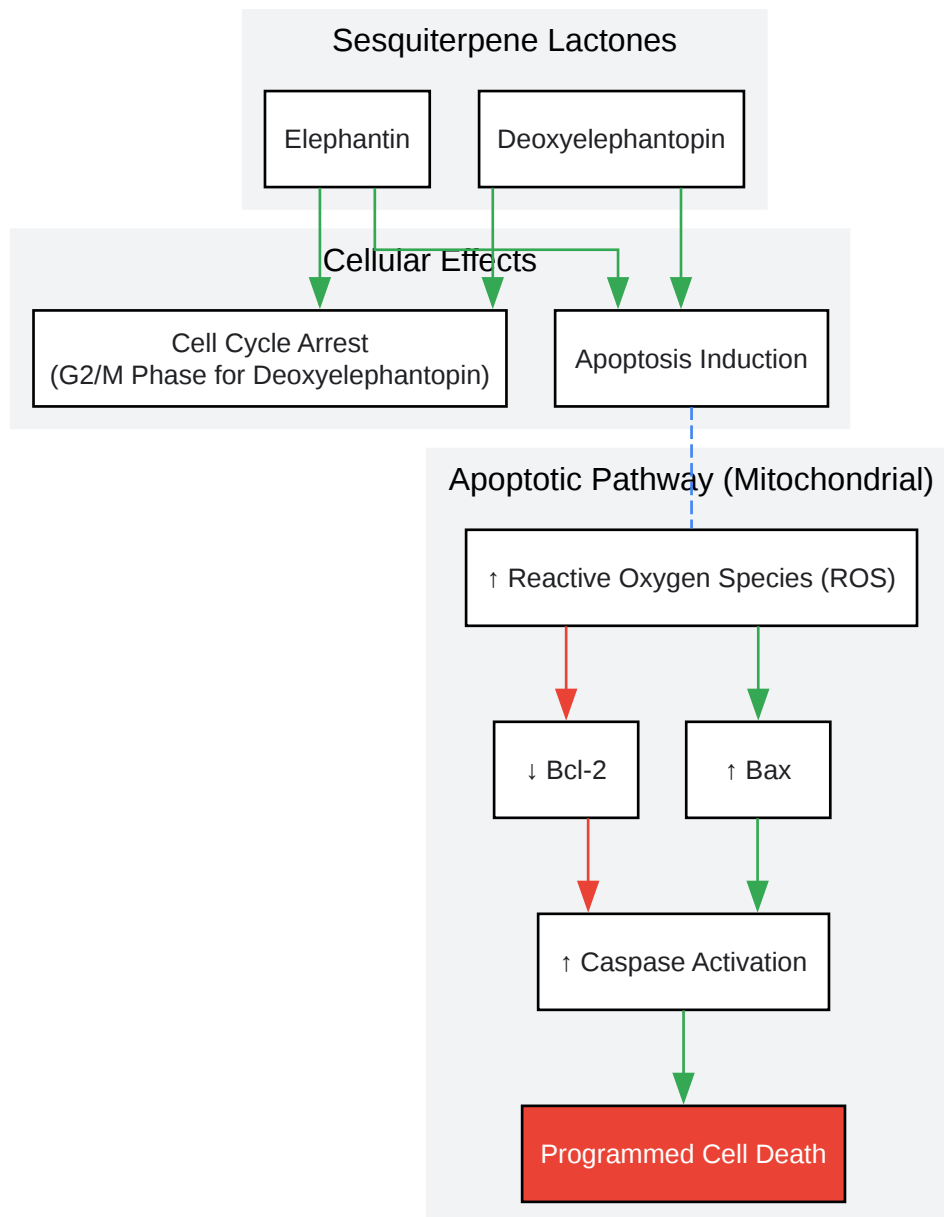 Sesquiterpene Lactones
Elephantin
Deoxyelephantopin
Cellular Effects
Cell Cycle Arrest
(G2/M Phase for Deoxyelephantopin)
Apoptosis Induction
Apoptotic Pathway (Mitochondrial)
↑ Reactive Oxygen Species (ROS)
↓ Bcl-2
↑ Bax
↑ Caspase Activation
Programmed Cell Death